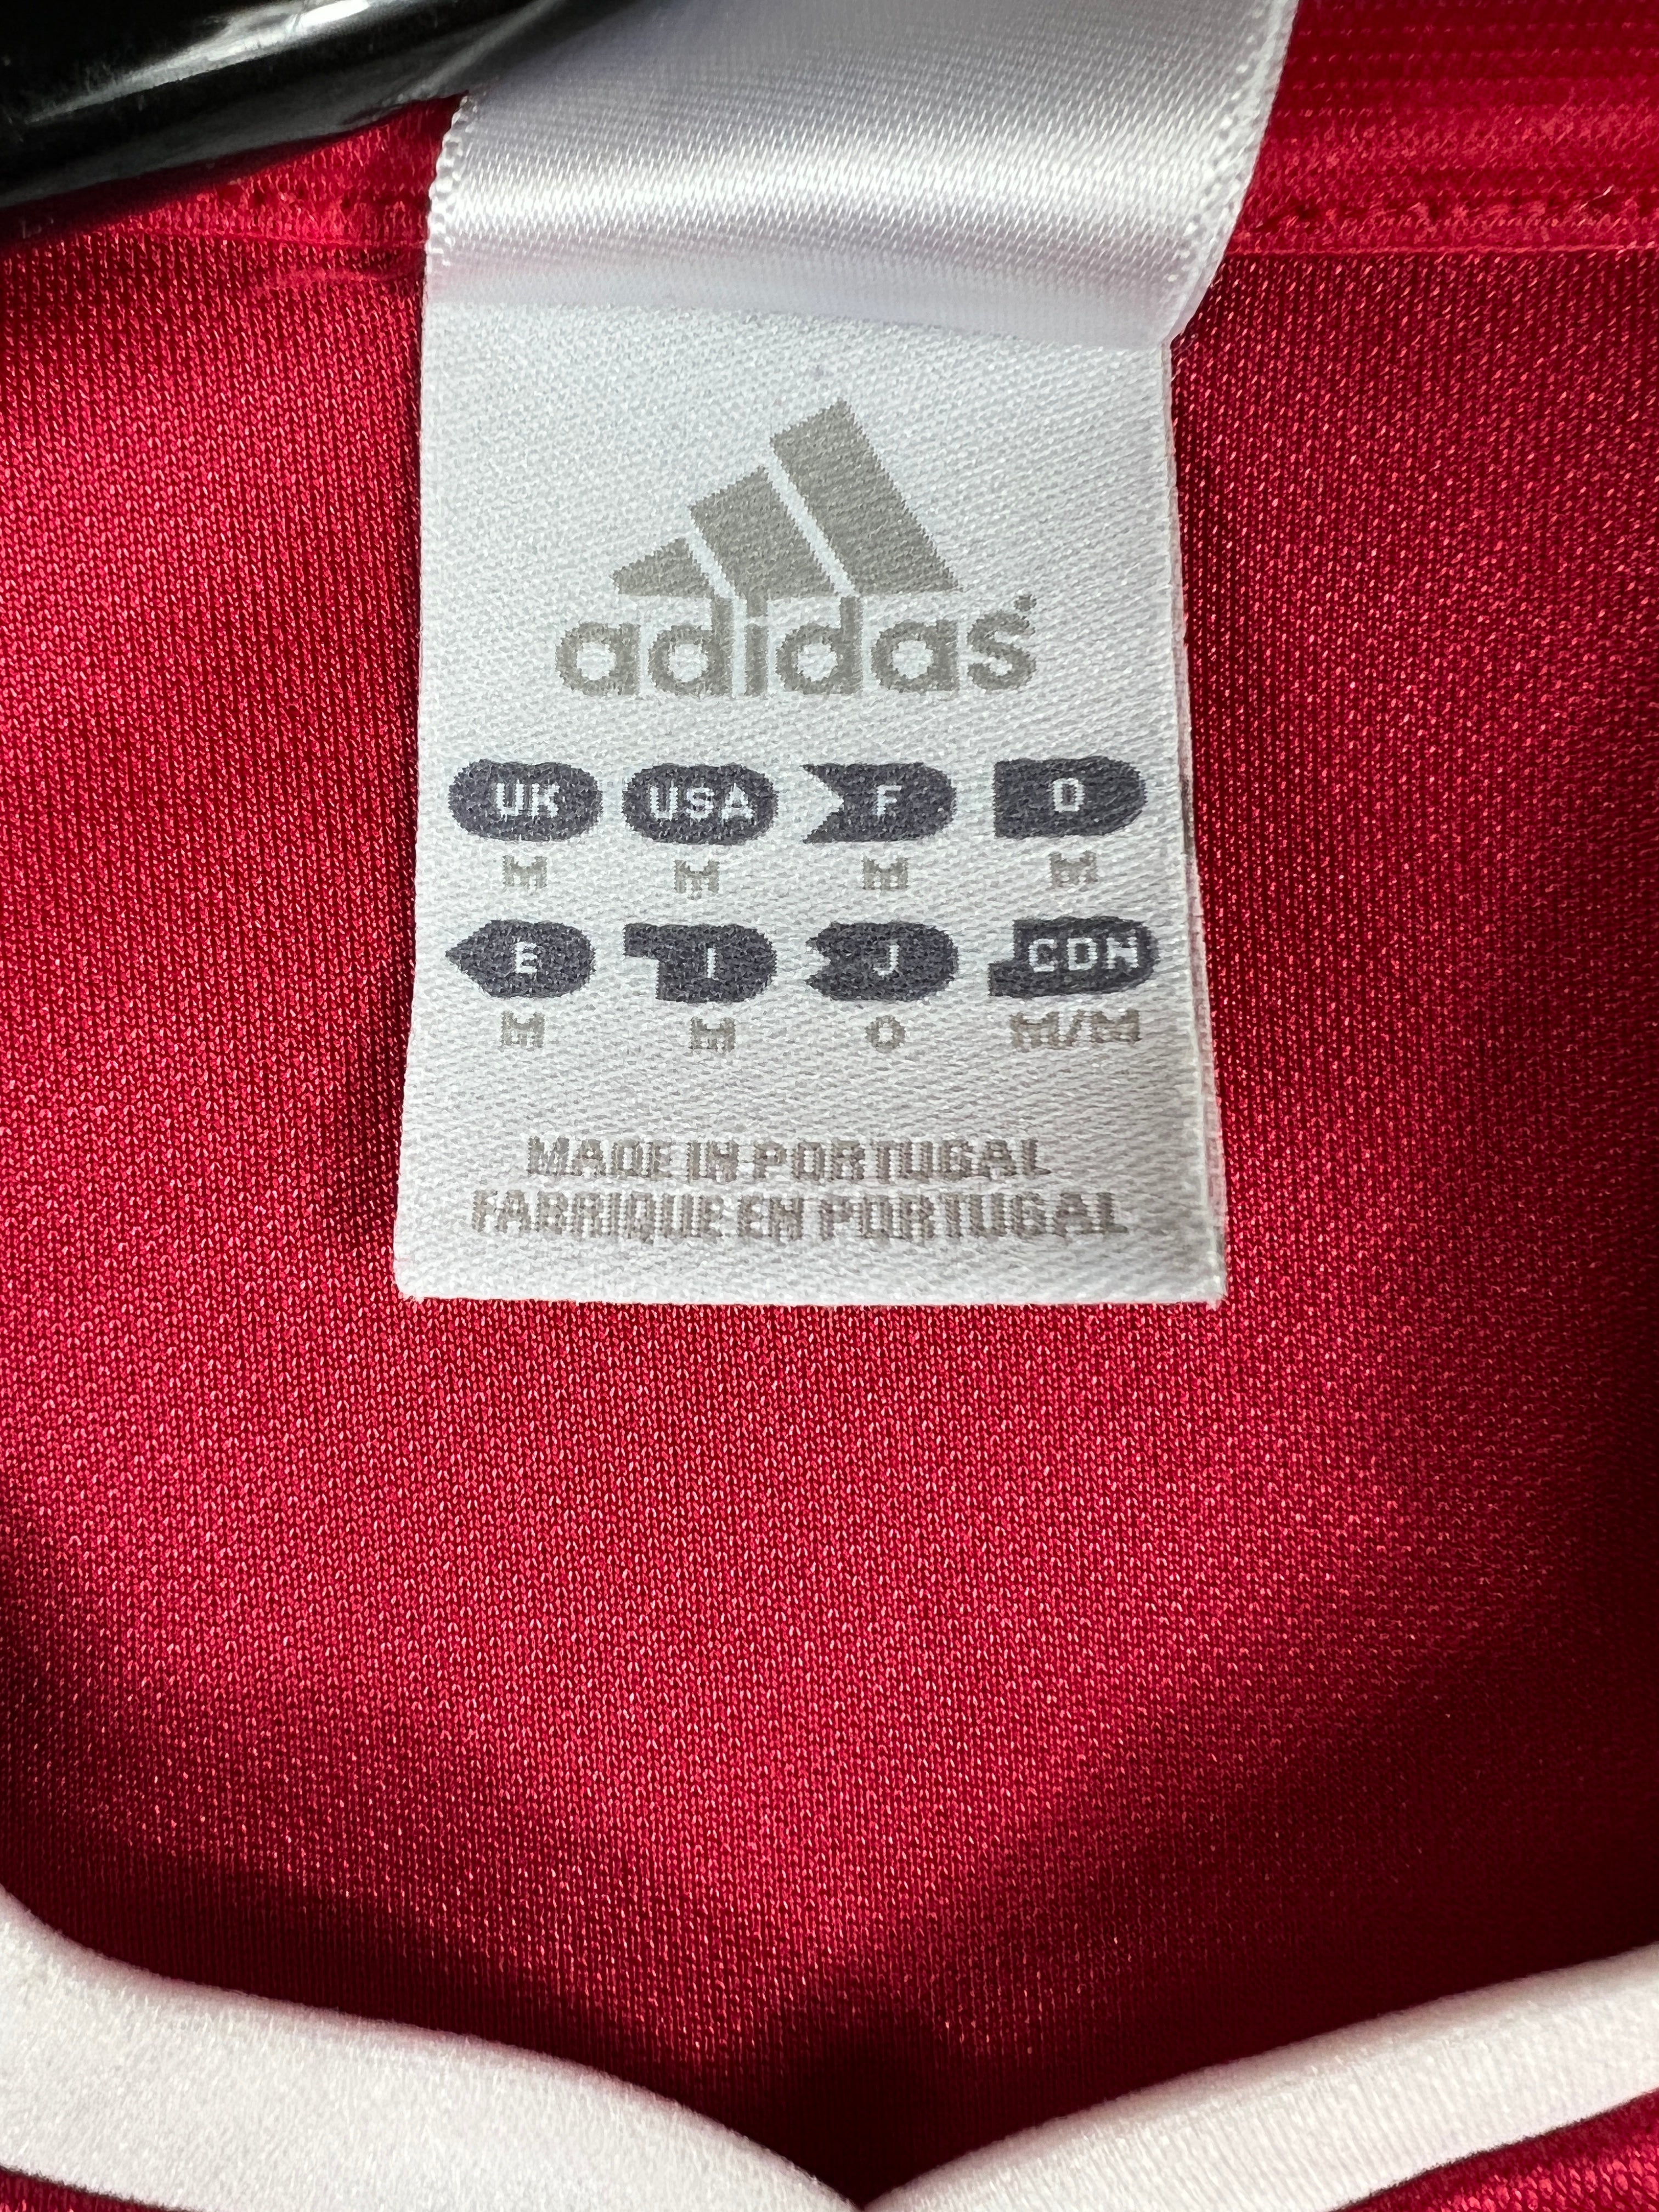 adidas
UK USA F D
M M M M
E I J CDN
M M O M/M
MADE IN PORTUGAL
FABRIQUE EN PORTUGAL